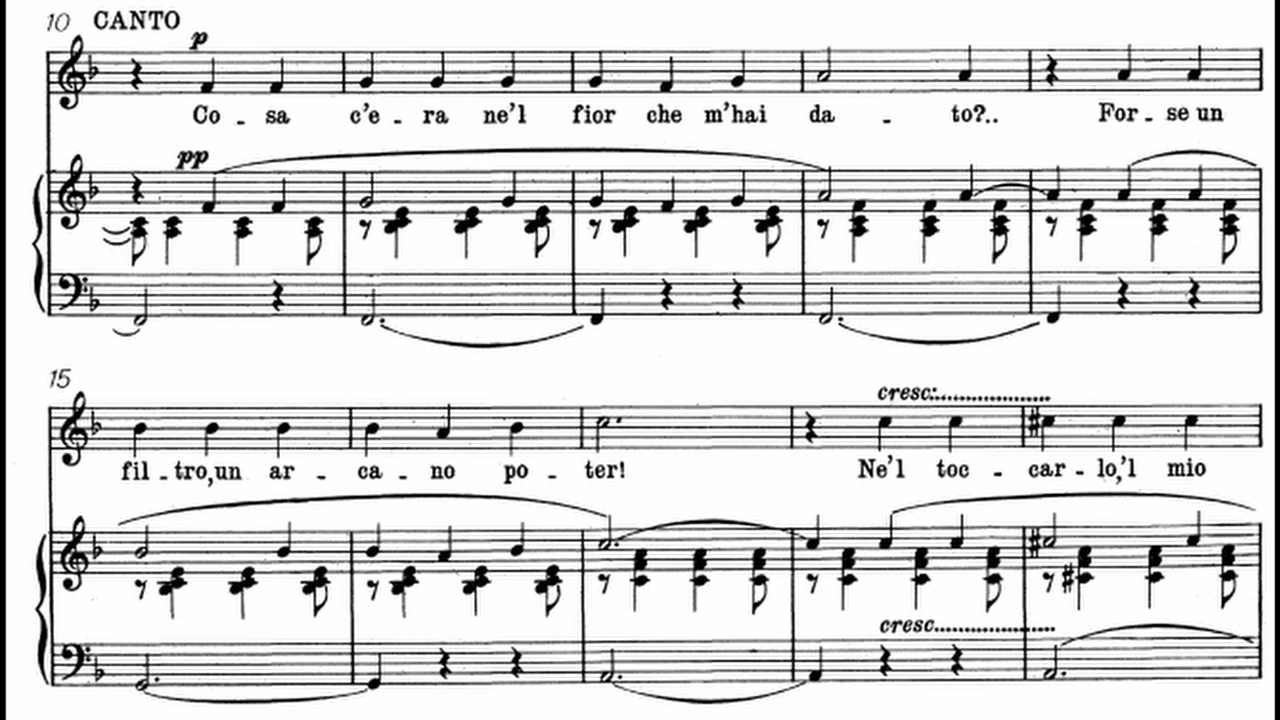 10 CANTO
p
Co - sa c'e - ra ne'l fior che m'hai da - to?.. For - se un
pp
15
cresc:....................
fil - tro,un ar - ca - no po - ter! Ne'l toc - car - lo,'l mio
cresc.....................